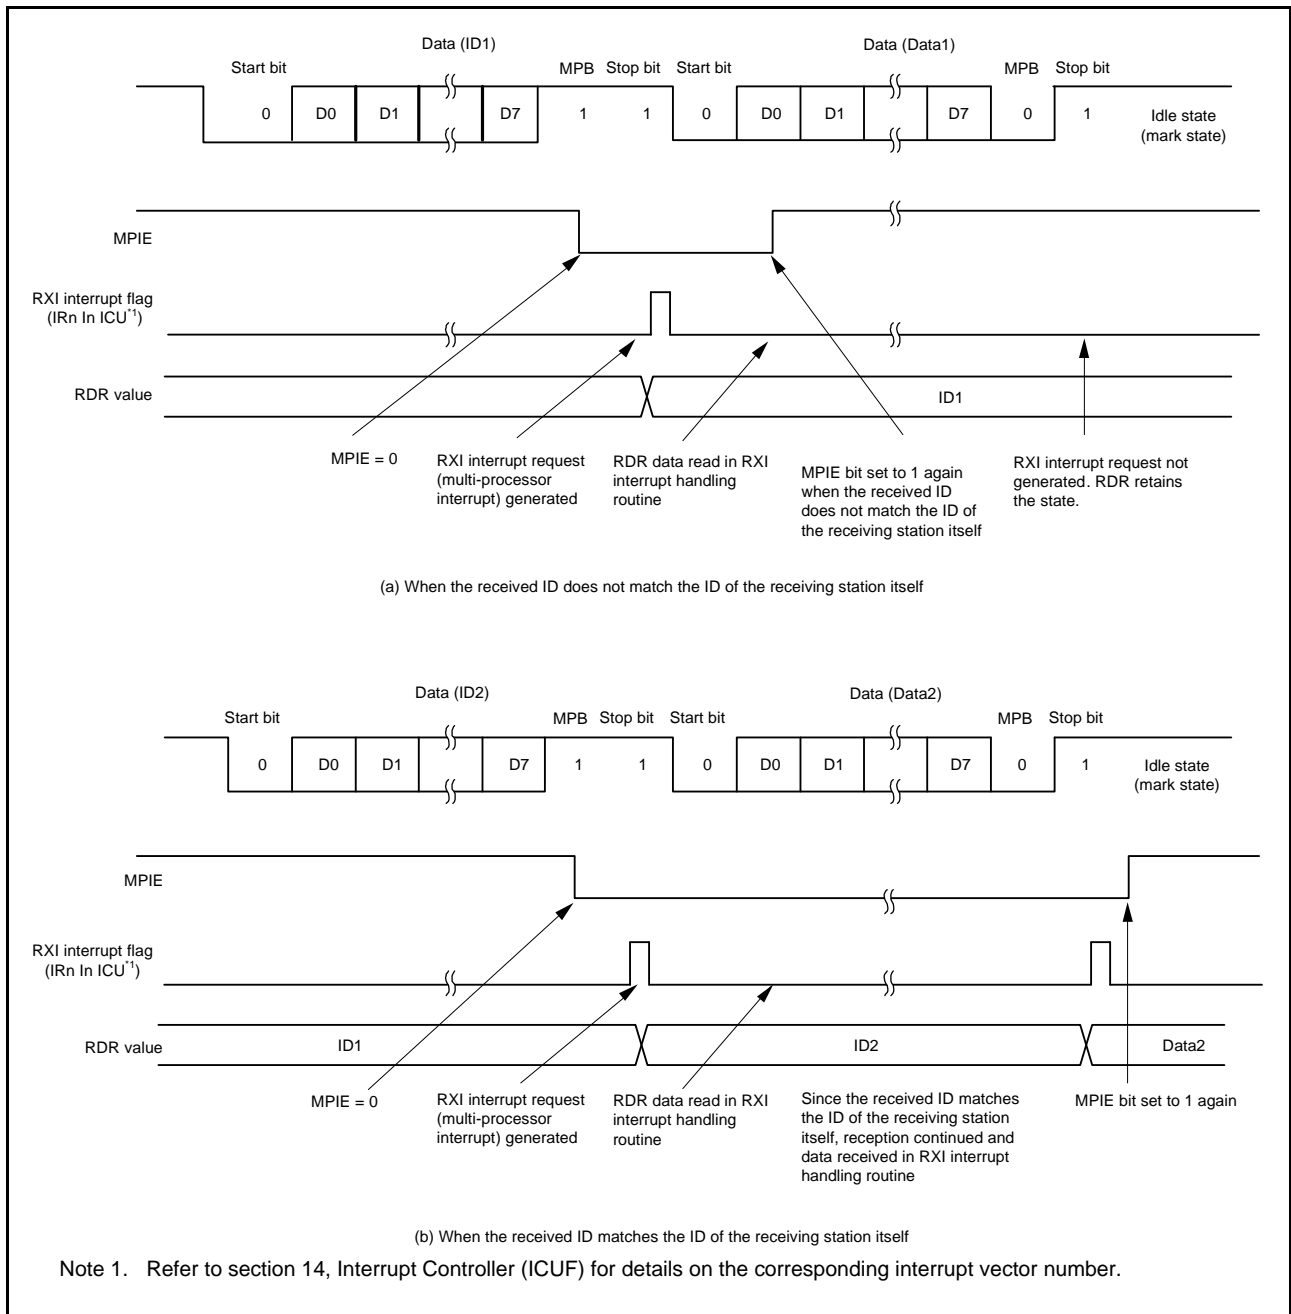 Data (ID1) Data (Data1)
Start bit MPB Stop bit Start bit MPB Stop bit
0 D0 D1 D7 1 1 0 D0 D1 D7 0 1 Idle state
(mark state)
MPIE
RXI interrupt flag
(IRn In ICU*1)
RDR value ID1
MPIE = 0
RXI interrupt request
(multi-processor
interrupt) generated
RDR data read in RXI
interrupt handling
routine
MPIE bit set to 1 again
when the received ID
does not match the ID of
the receiving station itself
RXI interrupt request not
generated. RDR retains
the state.
(a) When the received ID does not match the ID of the receiving station itself
Data (ID2) Data (Data2)
Start bit MPB Stop bit Start bit MPB Stop bit
0 D0 D1 D7 1 1 0 D0 D1 D7 0 1 Idle state
(mark state)
MPIE
RXI interrupt flag
(IRn In ICU*1)
RDR value ID1 ID2 Data2
MPIE = 0
RXI interrupt request
(multi-processor
interrupt) generated
RDR data read in RXI
interrupt handling
routine
Since the received ID matches
the ID of the receiving station
itself, reception continued and
data received in RXI interrupt
handling routine
MPIE bit set to 1 again
(b) When the received ID matches the ID of the receiving station itself
Note 1. Refer to section 14, Interrupt Controller (ICUF) for details on the corresponding interrupt vector number.